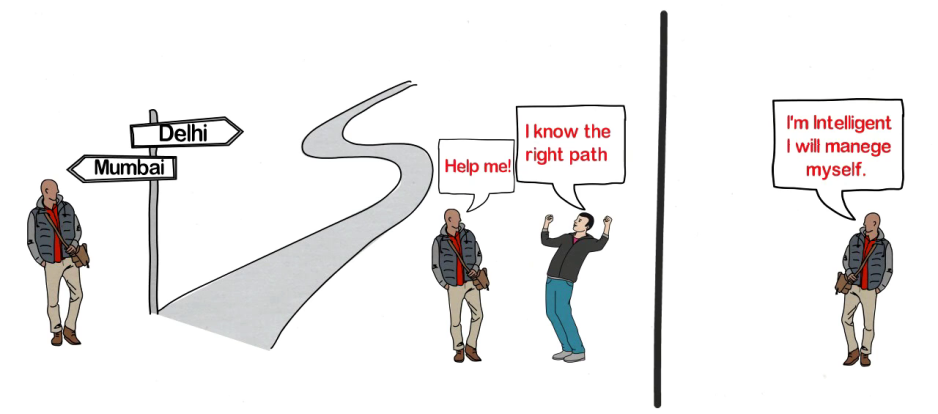 Delhi
Mumbai
Help me!
I know the
right path
I'm Intelligent
I will manege
myself.